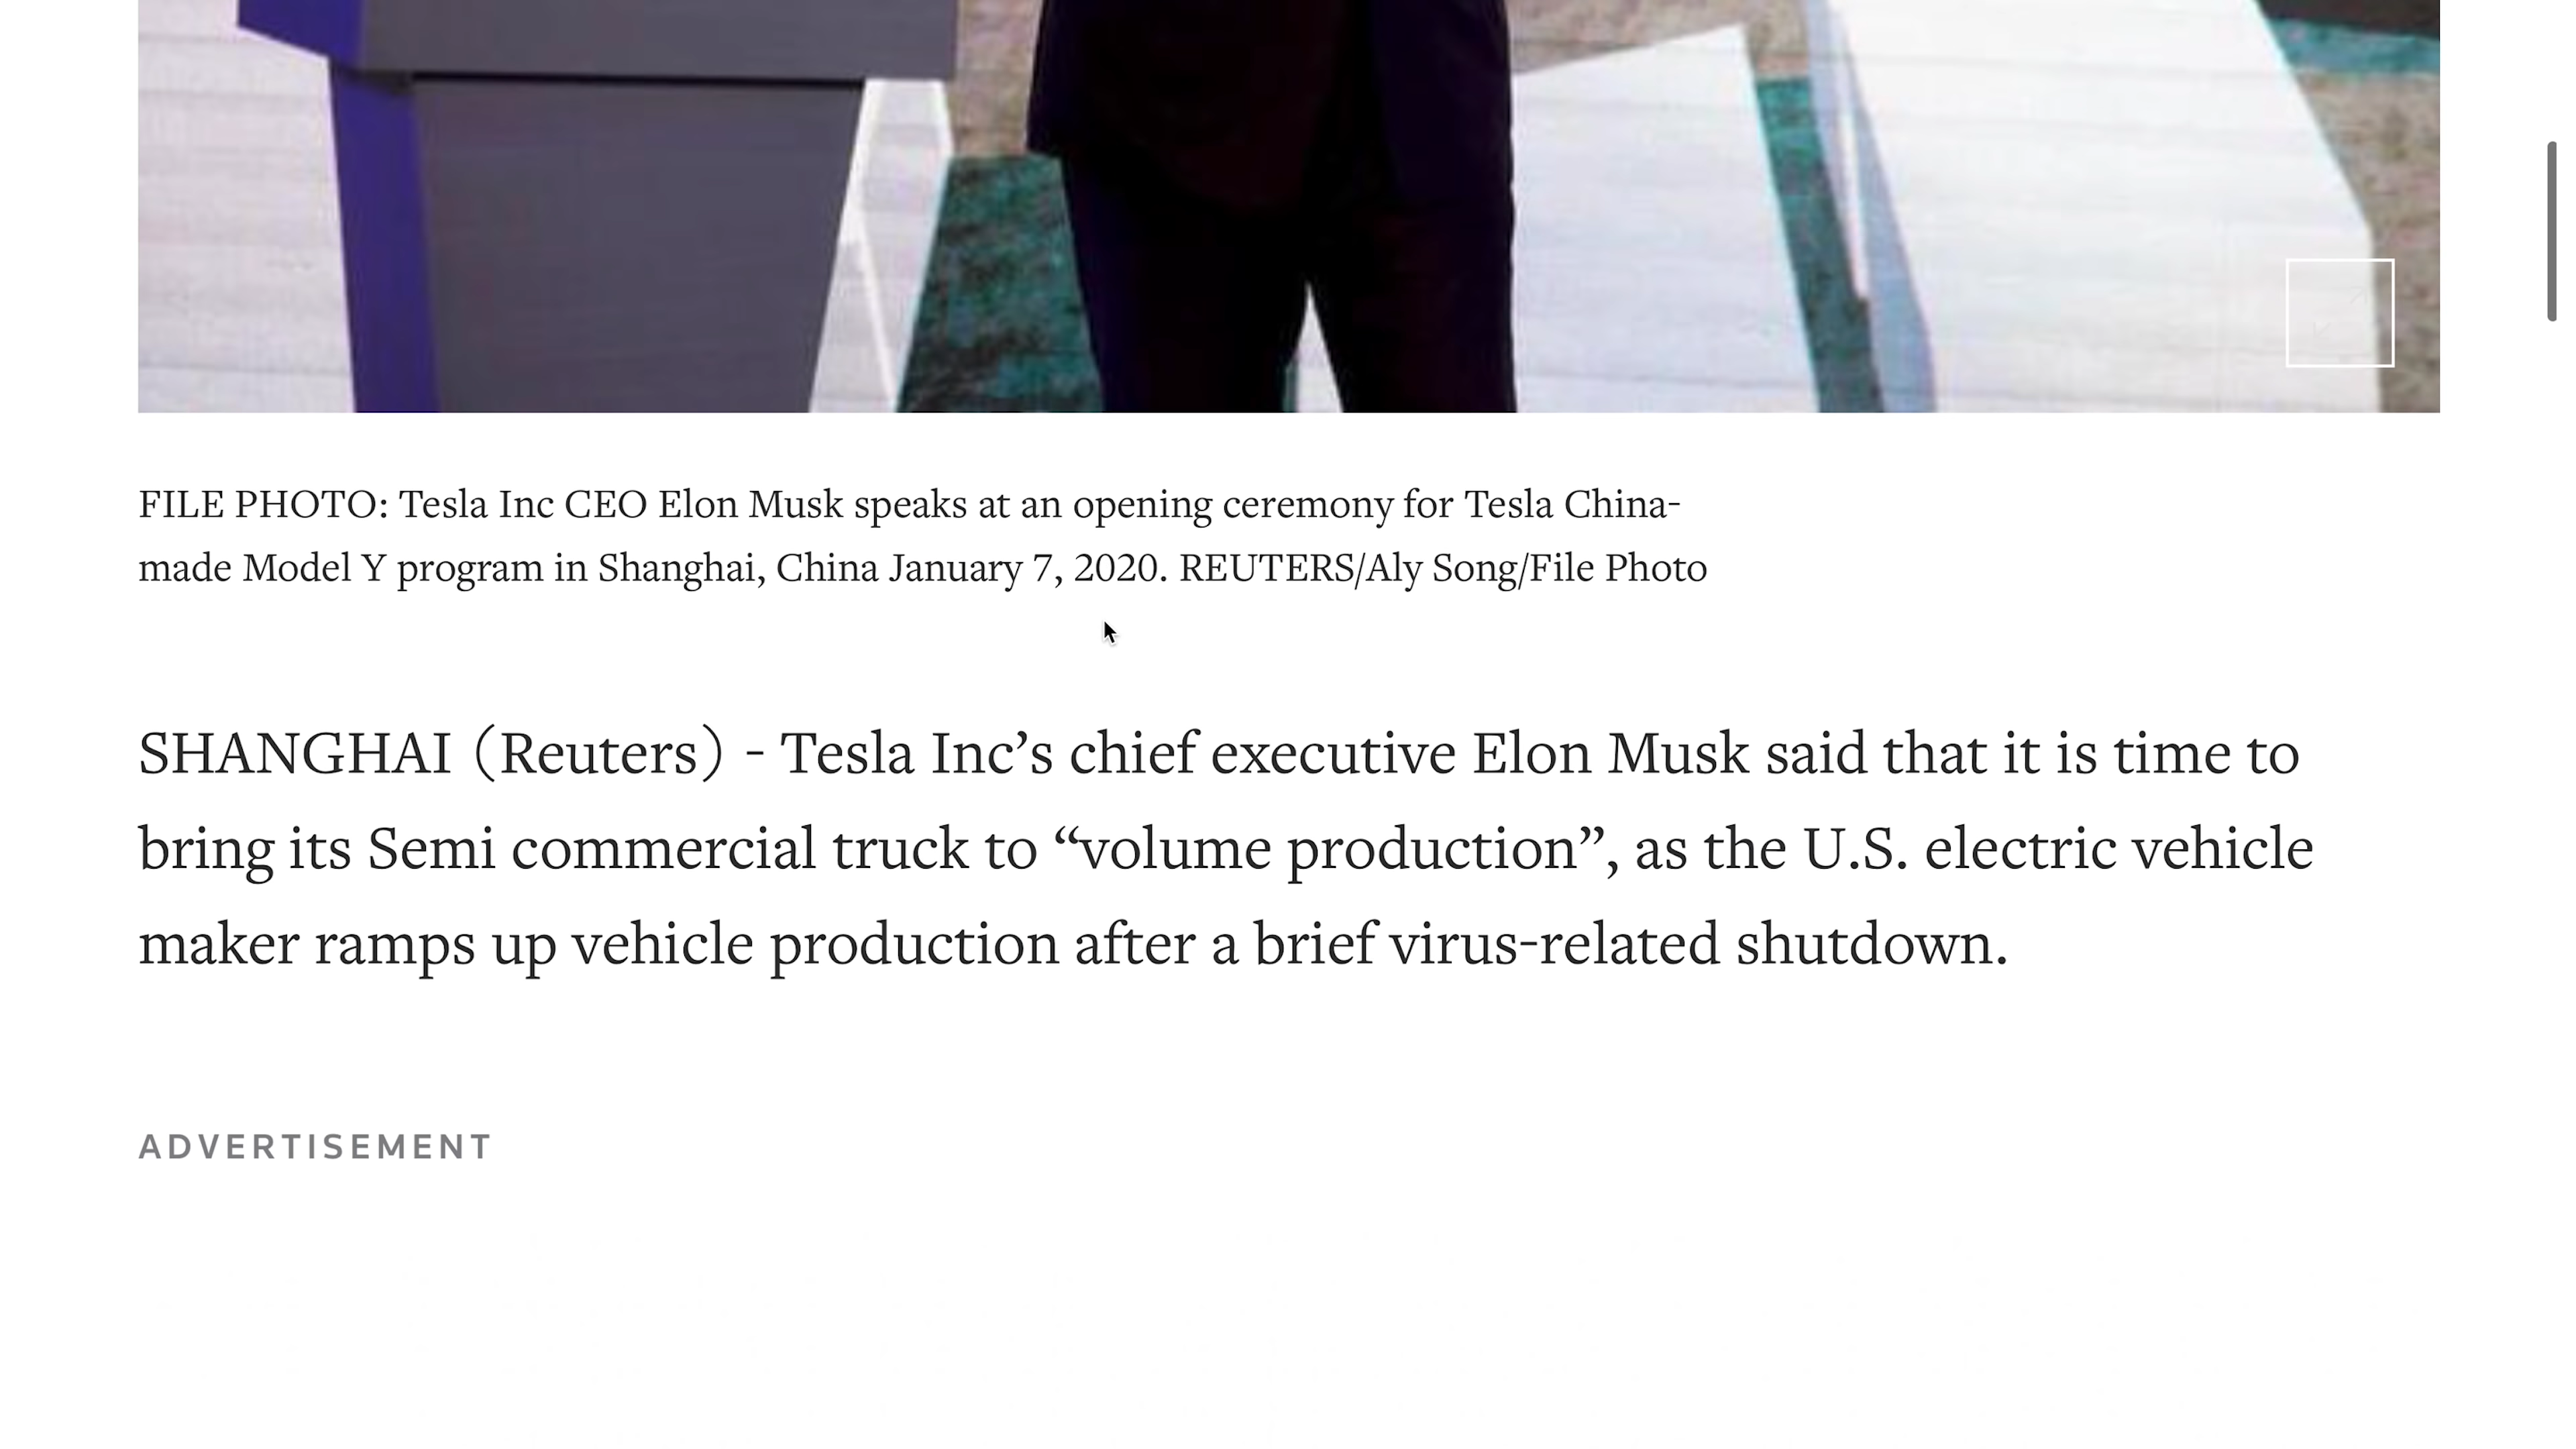 FILE PHOTO: Tesla Inc CEO Elon Musk speaks at an opening ceremony for Tesla China-
made Model Y program in Shanghai, China January 7, 2020. REUTERS/Aly Song/File Photo
SHANGHAI (Reuters) - Tesla Inc’s chief executive Elon Musk said that it is time to
bring its Semi commercial truck to “volume production”, as the U.S. electric vehicle
maker ramps up vehicle production after a brief virus-related shutdown.
ADVERTISEMENT